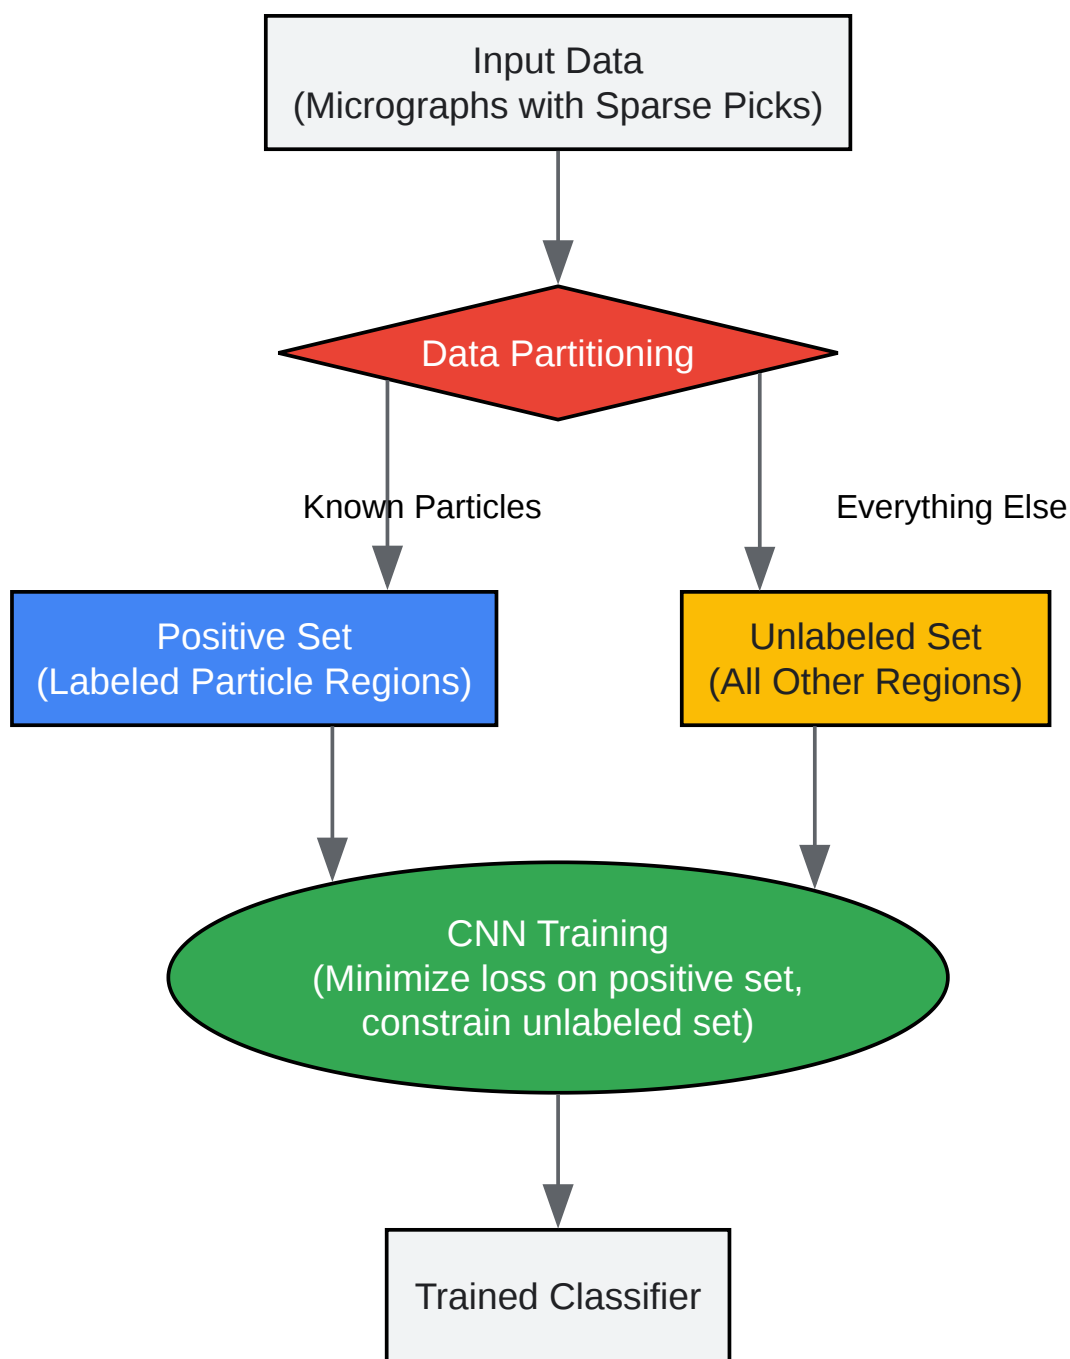 Input Data
(Micrographs with Sparse Picks)
Data Partitioning
Known Particles
Everything Else
Positive Set
(Labeled Particle Regions)
Unlabeled Set
(All Other Regions)
CNN Training
(Minimize loss on positive set,
constrain unlabeled set)
Trained Classifier